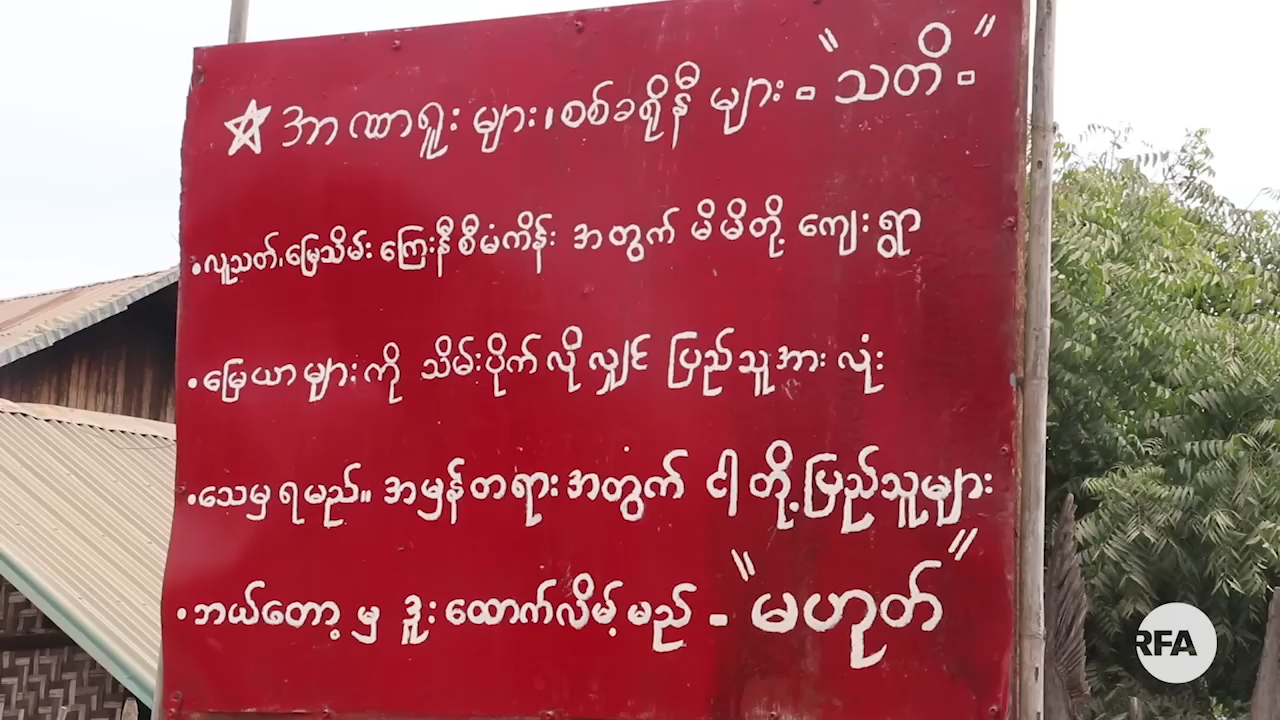 ★ အာဏာရူး များ၊ စစ်ခရိုနီ များ - "သတိ"
• လူသတ်၊ မြေသိမ်း ကြေးနီစီမံကိန်း အတွက် မိမိတို့ ကျေးရွာ
• မြေယာများကို သိမ်းပိုက်လိုလျှင် ပြည်သူအားလုံး
• သေမှ ရမည်။ အမှန်တရားအတွက် ငါတို့ပြည်သူများ
• ဘယ်တော့မှ ဒူးထောက်လိမ့်မည် - "မဟုတ်"
RFA